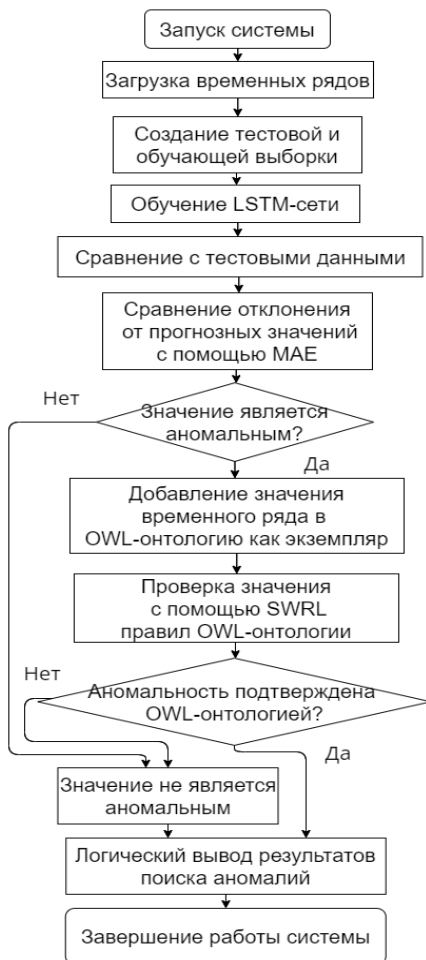 Запуск системы
Загрузка временных рядов
Создание тестовой и
обучающей выборки
Обучение LSTM-сети
Сравнение с тестовыми данными
Сравнение отклонения
от прогнозных значений
с помощью MAE
Нет
Значение является
аномальным?
Да
Добавление значения
временного ряда в
OWL-онтологию как экземпляр
Проверка значения
с помощью SWRL
правил OWL-онтологии
Нет
Аномальность подтверждена
OWL-онтологией?
Да
Значение не является
аномальным
Логический вывод результатов
поиска аномалий
Завершение работы системы